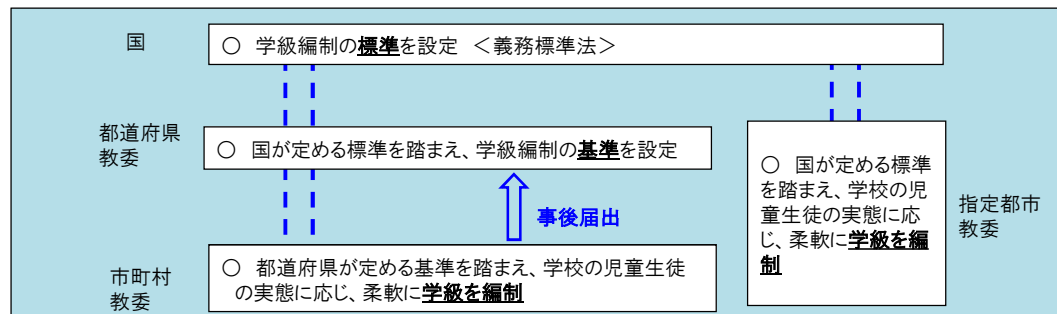 国
○ 学級編制の標準を設定 ＜義務標準法＞
都道府県
教委
○ 国が定める標準を踏まえ、学級編制の基準を設定
事後届出
市町村
教委
○ 都道府県が定める基準を踏まえ、学校の児童生徒
の実態に応じ、柔軟に学級を編制
○ 国が定める標準
を踏まえ、学校の児
童生徒の実態に応
じ、柔軟に学級を編
制
指定都市
教委